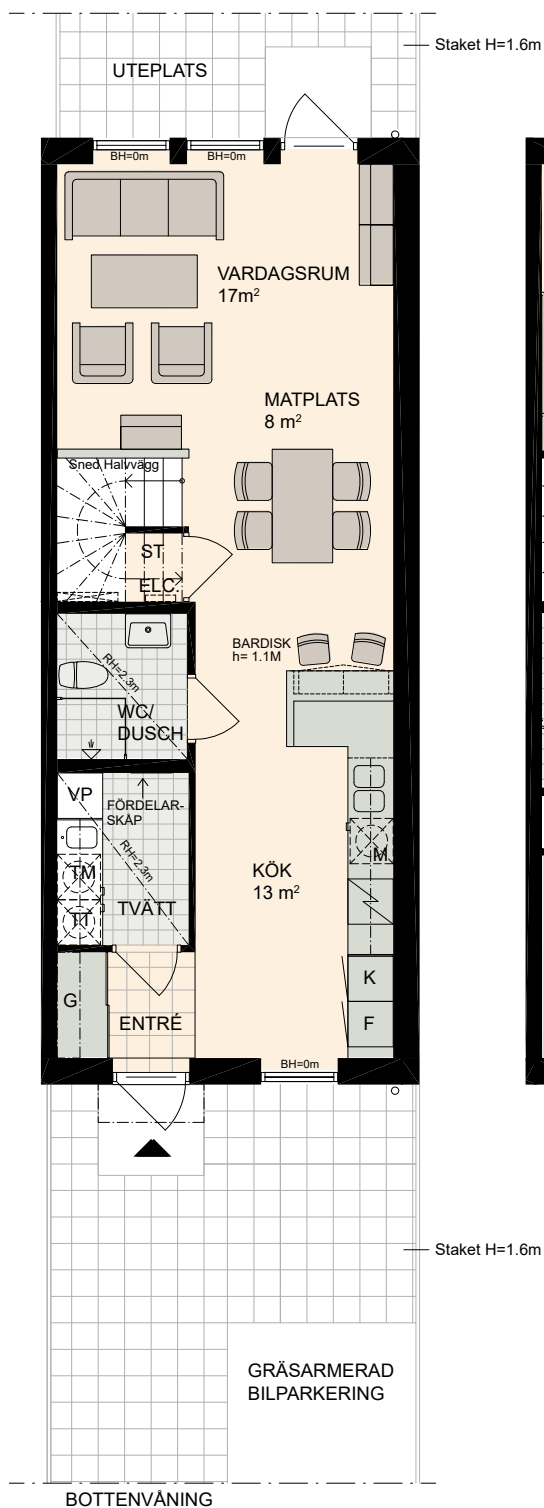 Staket H=1.6m
UTEPLATS
BH=0m
BH=0m
VARDAGSRUM
17m²
MATPLATS
8 m²
Sned Halvvägg
ST
ELC
BARDISK
h= 1.1M
RH=2.3m
WC/
DUSCH
VP
FÖRDELAR-
SKÅP
RH=2.3m
TM
M
KÖK
13 m²
TVÄTT
TT
K
G
ENTRÉ
F
BH=0m
Staket H=1.6m
GRÄSARMERAD
BILPARKERING
BOTTENVÅNING